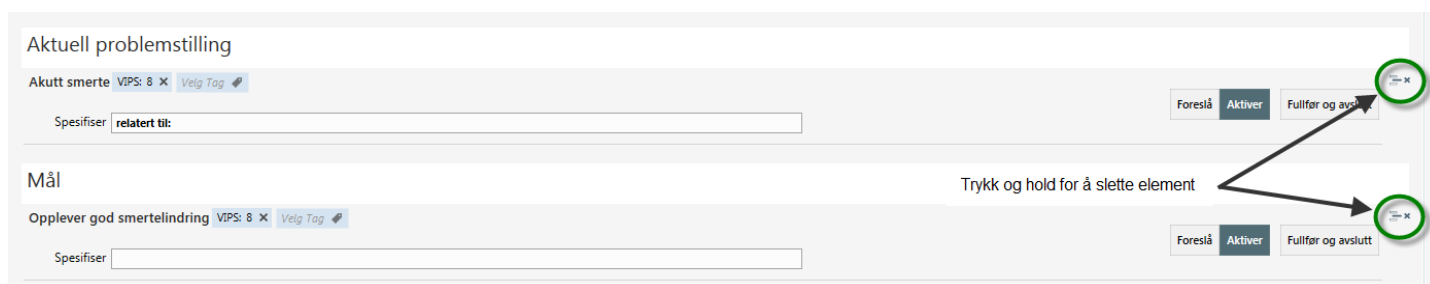 Aktuell problemstilling
Akutt smerte VIPS: 8 × Velg Tag
Foreslå Aktiver Fullfør og avsl
Spesifiser relatert til:
Mål
Trykk og hold for å slette element
Opplever god smertelindring VIPS: 8 × Velg Tag
Foreslå Aktiver Fullfør og avslutt
Spesifiser